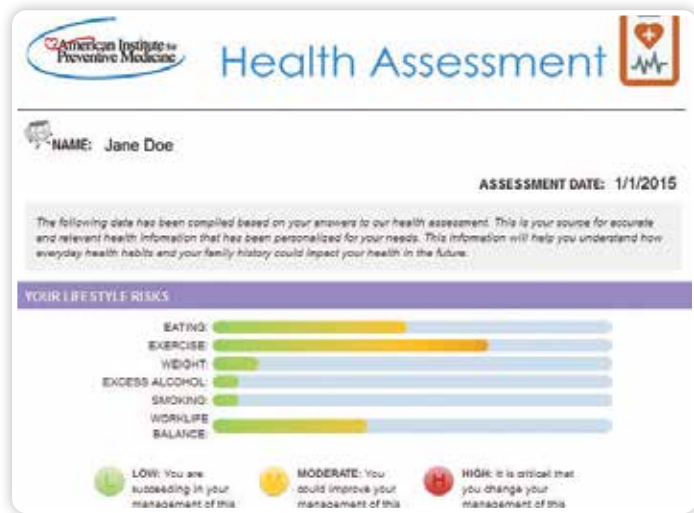 American Institute for
Preventive Medicine
Health Assessment
NAME: Jane Doe
ASSESSMENT DATE: 1/1/2015
The following data has been compiled based on your answers to our health assessment. This is your source for accurate
and relevant health information that has been personalized for your needs. This information will help you understand how
everyday health habits and your family history could impact your health in the future.
YOUR LIFESTYLE RISKS
EATING:
EXERCISE:
WEIGHT:
EXCESS ALCOHOL:
SMOKING:
WORKLIFE
BALANCE:
L LOW: You are
succeeding in your
management of this
M MODERATE: You
could improve your
management of this
H HIGH: It is critical that
you change your
management of this